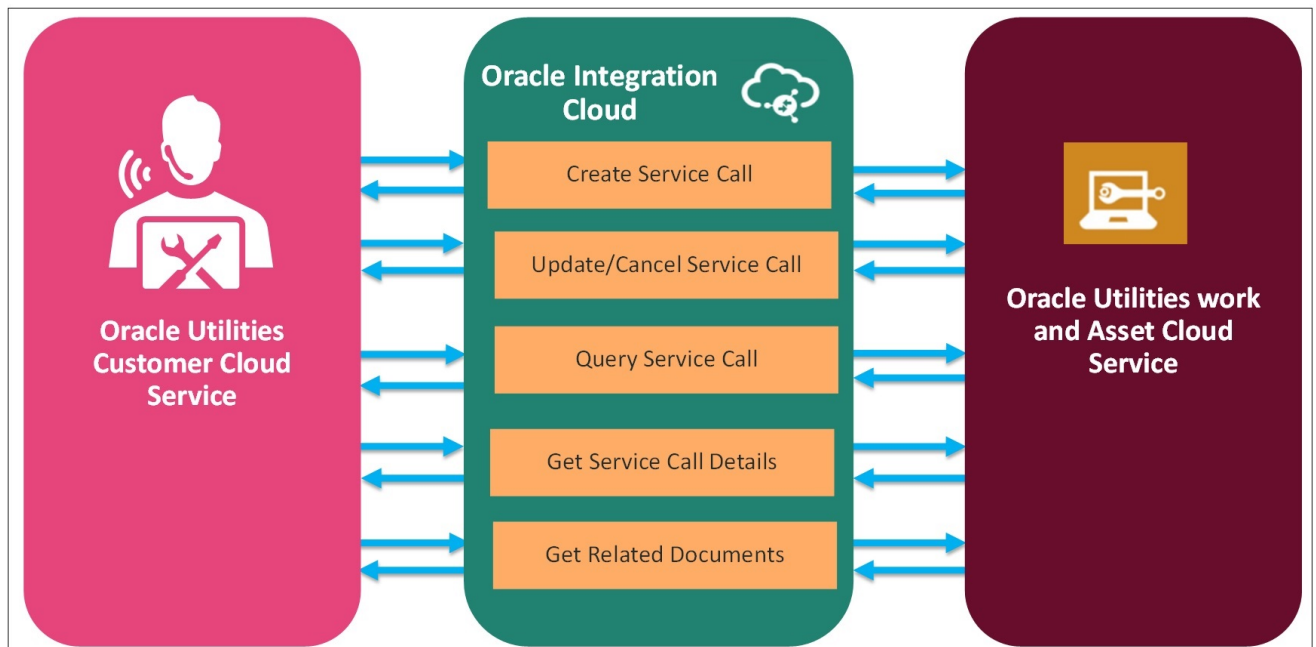 Oracle Utilities
Customer Cloud
Service
Oracle Integration
Cloud
Create Service Call
Update/Cancel Service Call
Query Service Call
Get Service Call Details
Get Related Documents
Oracle Utilities work
and Asset Cloud
Service